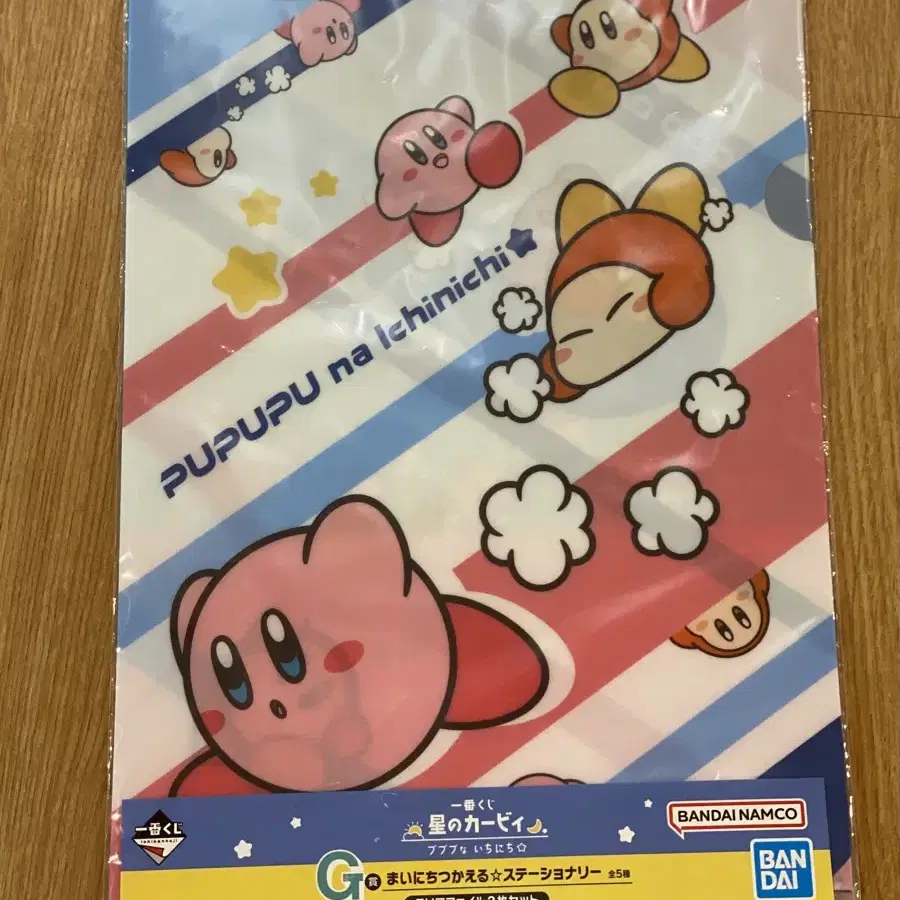 PUPUPU na Ichinichi★
一番くじ
ichibankuji
一番くじ
星のカービィ
プププな いちにち☆
BANDAI NAMCO
G賞 まいにちつかえる☆ステーショナリー 全5種
BAN
DAI